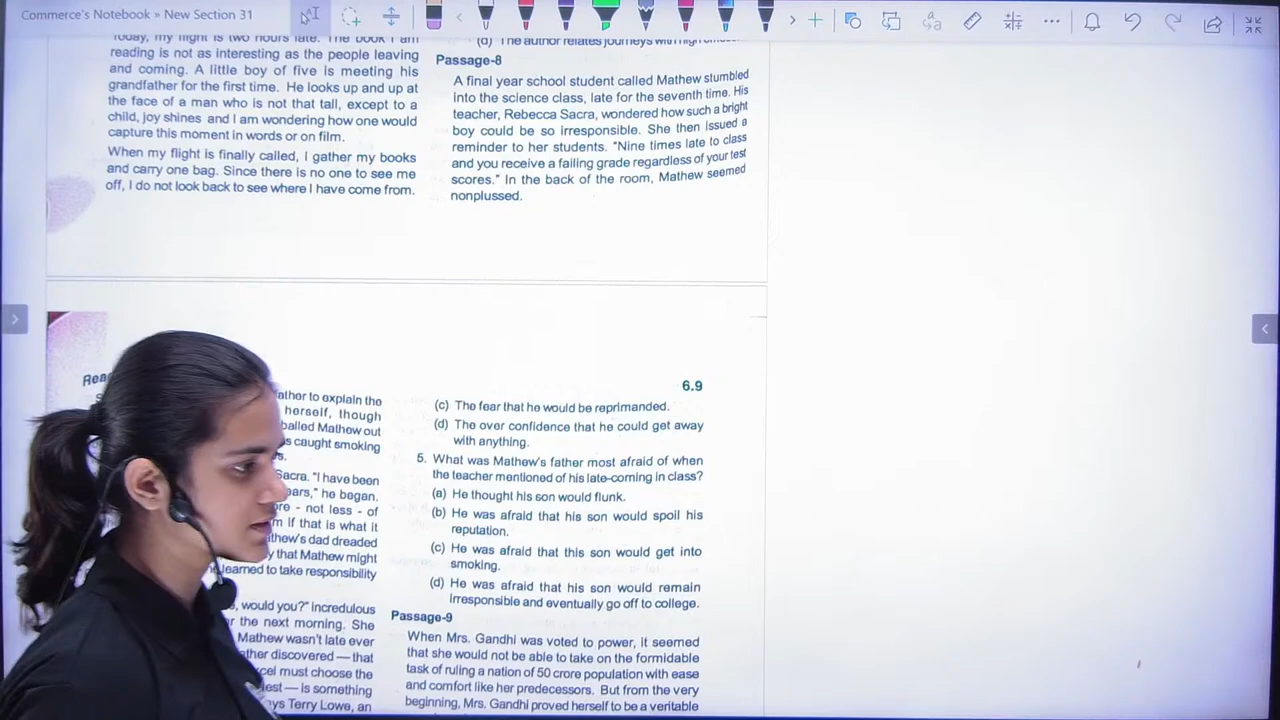 Commerce's Notebook » New Section 31
Today, my flight is two hours late. The book I am
reading is not as interesting as the people leaving
and coming. A little boy of five is meeting his
grandfather for the first time. He looks up and up at
the face of a man who is not that tall, except to a
child, joy shines and I am wondering how one would
capture this moment in words or on film.
When my flight is finally called, I gather my books
and carry one bag. Since there is no one to see me
off, I do not look back to see where I have come from.
(d) The author relates journeys with
Passage-8
A final year school student called Mathew stumbled
into the science class, late for the seventh time. His
teacher, Rebecca Sacra, wondered how such a bright
boy could be so irresponsible. She then issued a
reminder to her students. "Nine times late to class
and you receive a failing grade regardless of your test
scores." In the back of the room, Mathew seemed
nonplussed.
ather to explain the
herself, though
balled Mathew out
s caught smoking
s.
Sacra. "I have been
ears," he began.
re - not less - of
m if that is what it
thew's dad dreaded
y that Mathew might
learned to take responsibility
, would you?" Incredulous
r the next morning. She
Mathew wasn't late ever
ather discovered — that
xcel must choose the
lest — is something
ays Terry Lowe, an
6.9
(c) The fear that he would be reprimanded.
(d) The over confidence that he could get away
with anything.
5. What was Mathew's father most afraid of when
the teacher mentioned of his late-coming in class?
(a) He thought his son would flunk.
(b) He was afraid that his son would spoil his
reputation.
(c) He was afraid that this son would get into
smoking.
(d) He was afraid that his son would remain
irresponsible and eventually go off to college.
Passage-9
When Mrs. Gandhi was voted to power, it seemed
that she would not be able to take on the formidable
task of ruling a nation of 50 crore population with ease
and comfort like her predecessors. But from the very
beginning, Mrs. Gandhi proved herself to be a veritable